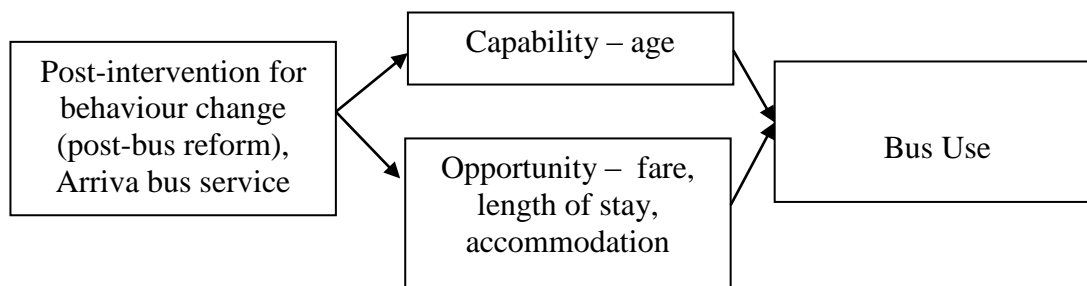 Post-intervention for
behaviour change
(post-bus reform),
Arriva bus service
Capability – age
Opportunity – fare,
length of stay,
accommodation
Bus Use